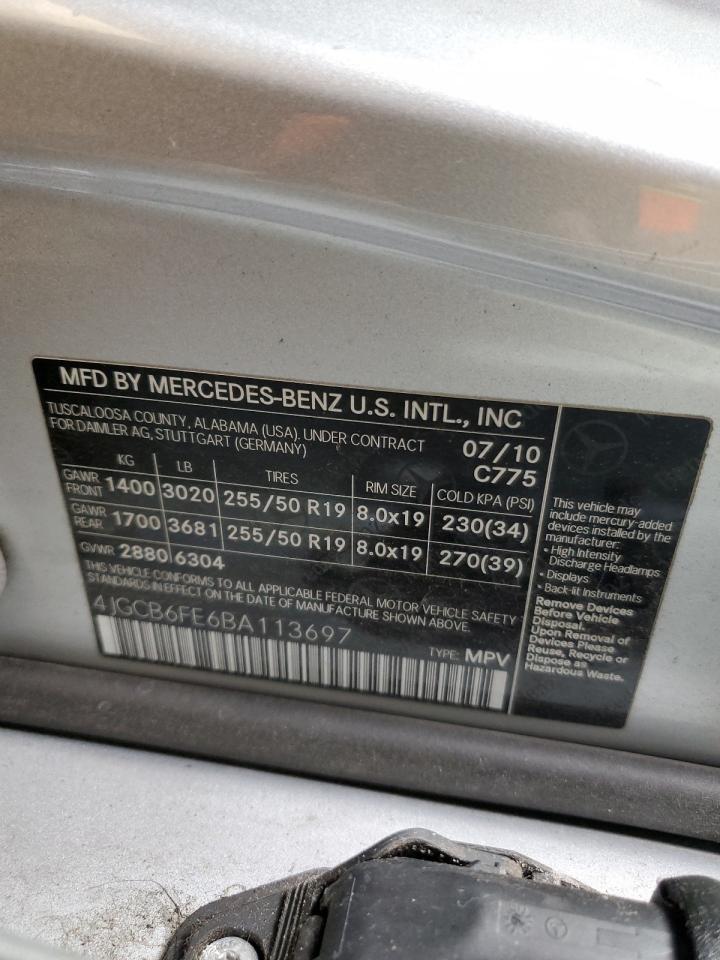 MFD BY MERCEDES-BENZ U.S. INTL., INC
TUSCALOOSA COUNTY, ALABAMA (USA). UNDER CONTRACT
FOR DAIMLER AG, STUTTGART (GERMANY)
07/10
C775
KG LB TIRES RIM SIZE COLD KPA (PSI)
GAWR FRONT 1400 3020 255/50 R19 8.0x19 230(34)
GAWR REAR 1700 3681 255/50 R19 8.0x19 270(39)
GVWR 2880 6304
THIS VEHICLE CONFORMS TO ALL APPLICABLE FEDERAL MOTOR VEHICLE SAFETY
STANDARDS IN EFFECT ON THE DATE OF MANUFACTURE SHOWN ABOVE.
4JGCB6FE6BA113697
TYPE: MPV
This vehicle may
include mercury-added
devices installed by the
manufacturer:
• High Intensity
Discharge Headlamps
• Displays
• Back-lit Instruments
Remove Devices
Before Vehicle
Disposal.
Upon Removal of
Devices Please
Reuse, Recycle or
Dispose as
Hazardous Waste.